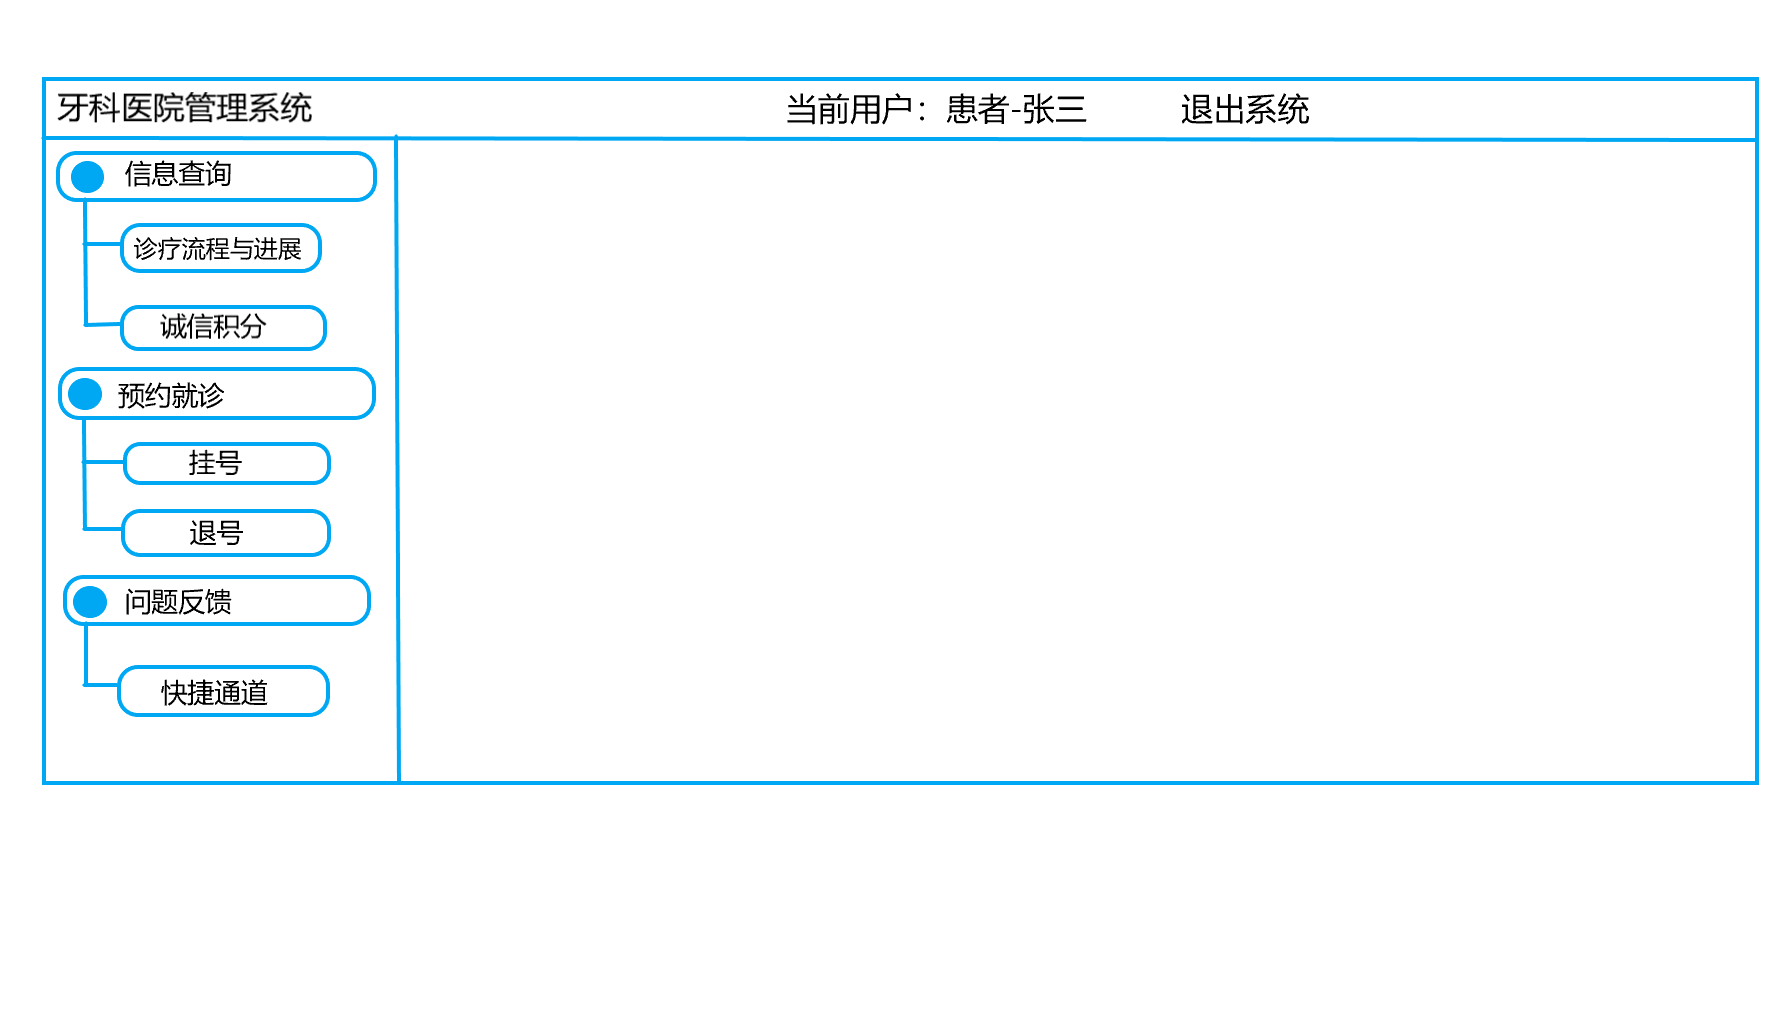 牙科医院管理系统
当前用户：患者-张三
退出系统
信息查询
诊疗流程与进展
诚信积分
预约就诊
挂号
退号
问题反馈
快捷通道